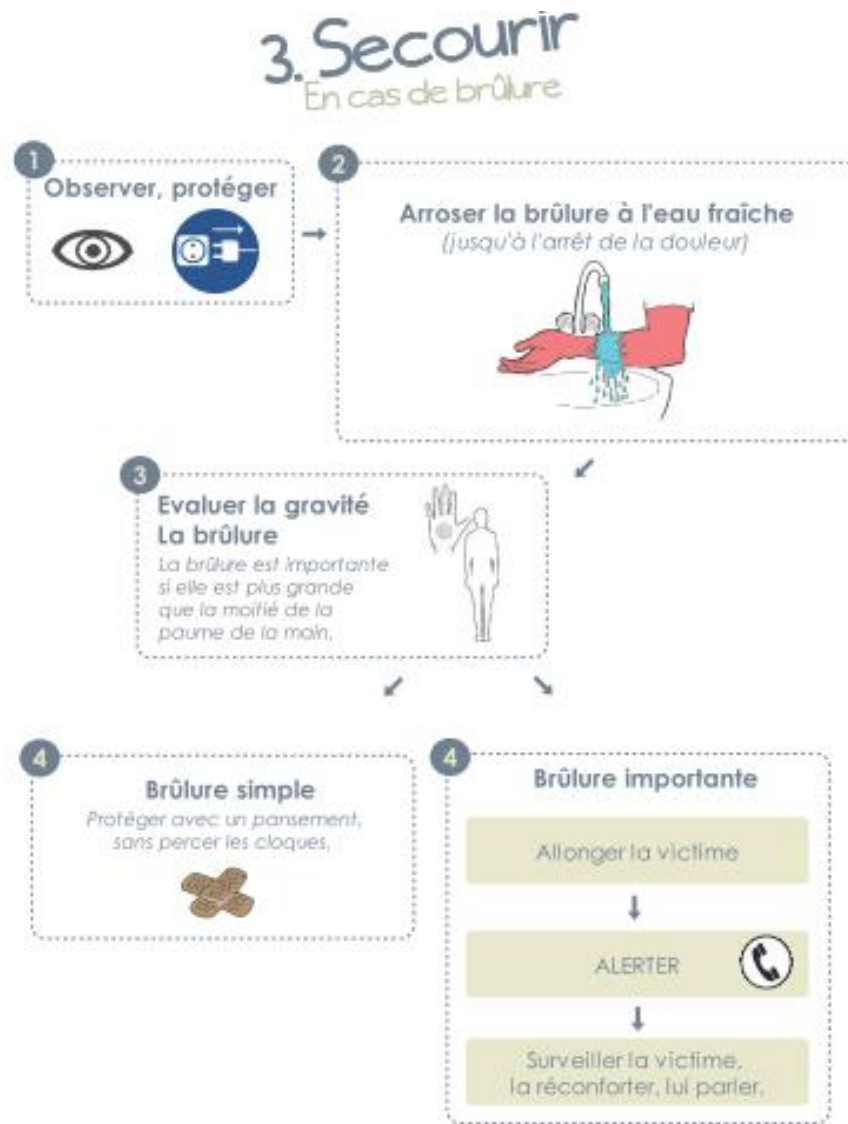 3. Secourir
En cas de brûlure
1
Observer, protéger
2
Arroser la brûlure à l'eau fraîche
(jusqu'à l'arrêt de la douleur)
3
Evaluer la gravité
La brûlure
La brûlure est importante
si elle est plus grande
que la moitié de la
paume de la main.
4
Brûlure simple
Protéger avec un pansement,
sans percer les cloques.
4
Brûlure importante
Allonger la victime
ALERTER
Surveiller la victime,
la réconforter, lui parler.